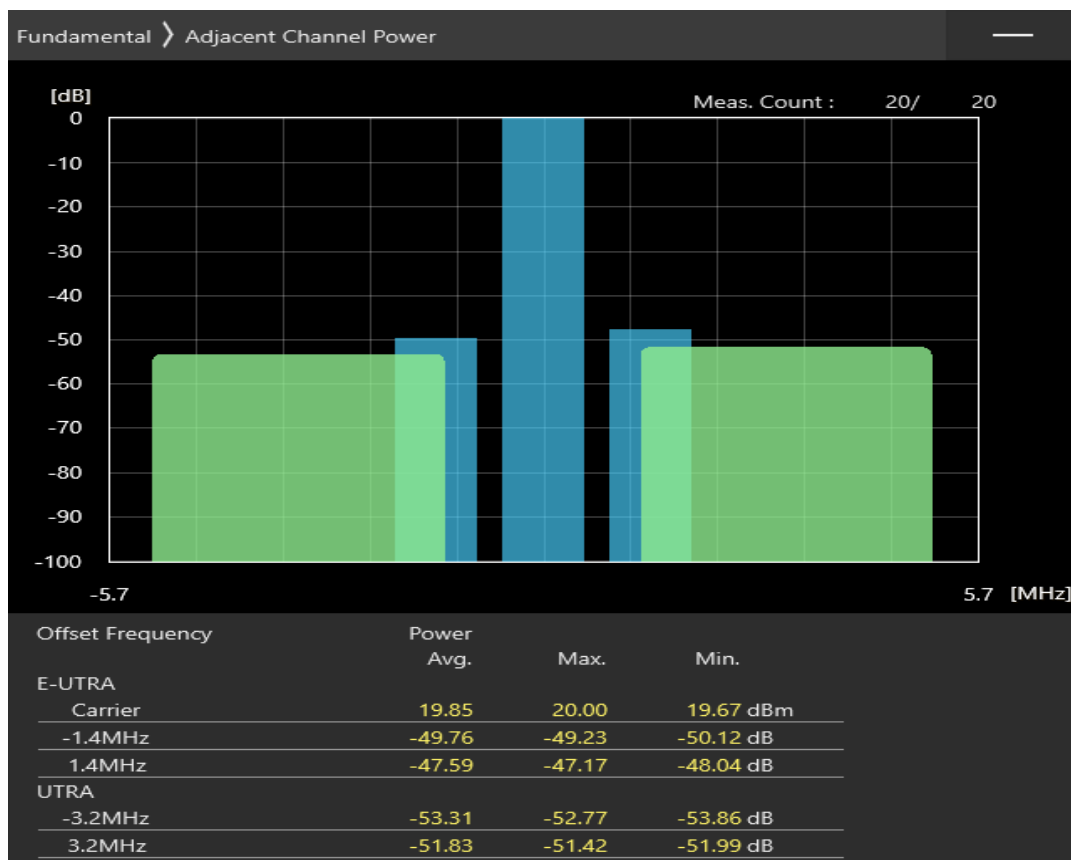 Fundamental 〉 Adjacent Channel Power
[dB]
Meas. Count : 20/ 20
0
-10
-20
-30
-40
-50
-60
-70
-80
-90
-100
-5.7 5.7 [MHz]
Offset Frequency Power
Avg. Max. Min.
E-UTRA
Carrier 19.85 20.00 19.67 dBm
-1.4MHz -49.76 -49.23 -50.12 dB
1.4MHz -47.59 -47.17 -48.04 dB
UTRA
-3.2MHz -53.31 -52.77 -53.86 dB
3.2MHz -51.83 -51.42 -51.99 dB